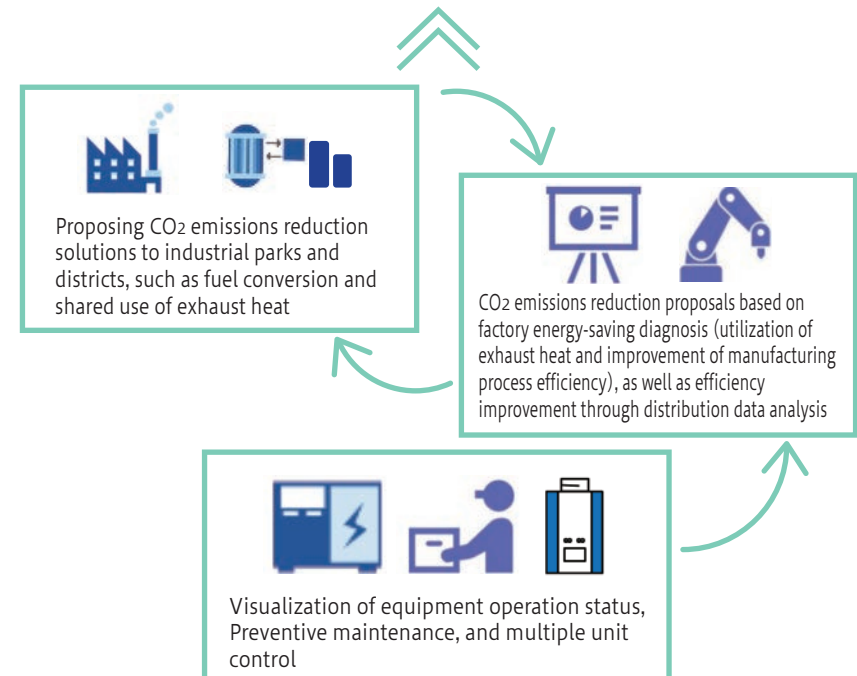 Proposing CO2 emissions reduction
solutions to industrial parks and
districts, such as fuel conversion and
shared use of exhaust heat
CO2 emissions reduction proposals based on
factory energy-saving diagnosis (utilization of
exhaust heat and improvement of manufacturing
process efficiency), as well as efficiency
improvement through distribution data analysis
Visualization of equipment operation status,
Preventive maintenance, and multiple unit
control